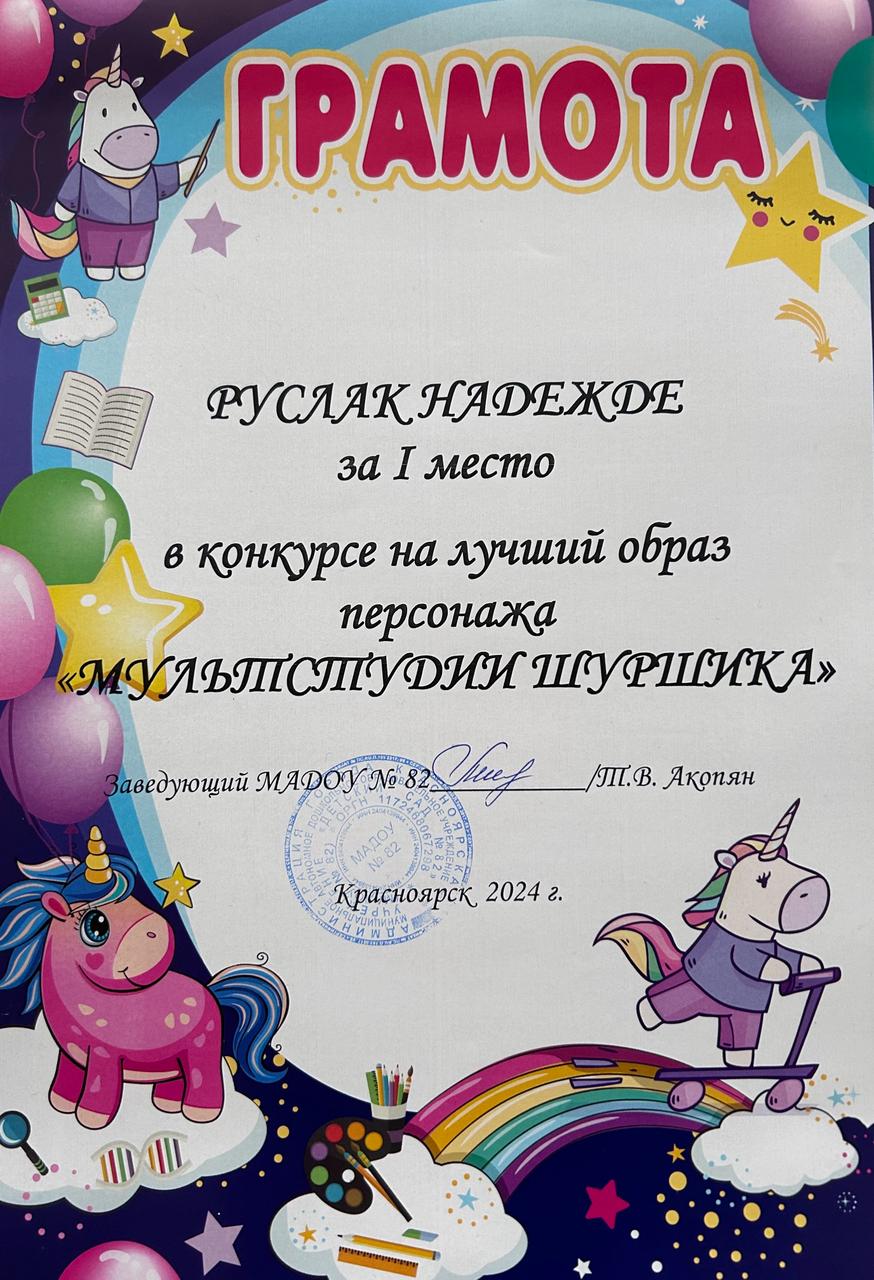 ГРАМОТА
РУСЛАК НАДЕЖДЕ
за I место
в конкурсе на лучший образ
персонажа
«МУЛЬТСТУДИИ ШУРШИКА»
Заведующий МАДОУ № 82____________/Т.В. Акопян
МАДОУ
№ 82
Красноярск 2024 г.